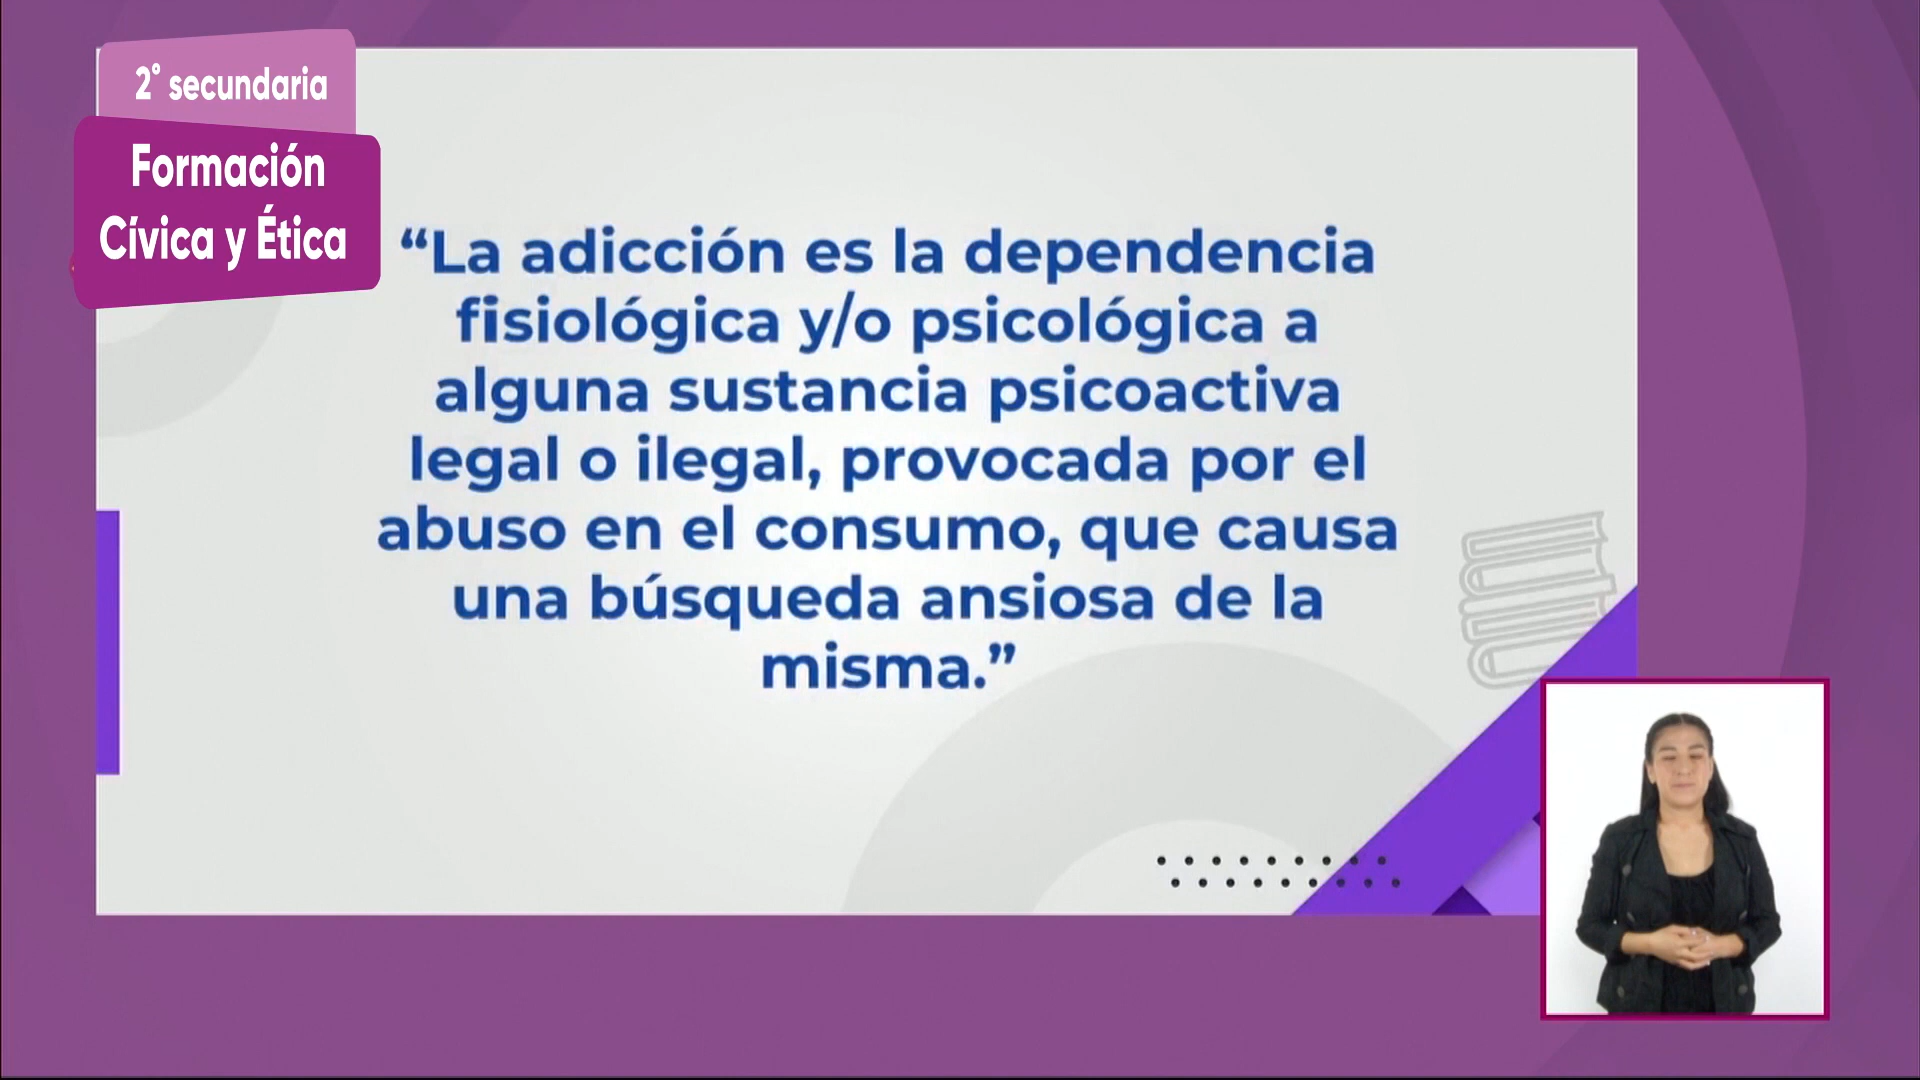 2° secundaria
Formación
Cívica y Ética
“La adicción es la dependencia
fisiológica y/o psicológica a
alguna sustancia psicoactiva
legal o ilegal, provocada por el
abuso en el consumo, que causa
una búsqueda ansiosa de la
misma.”